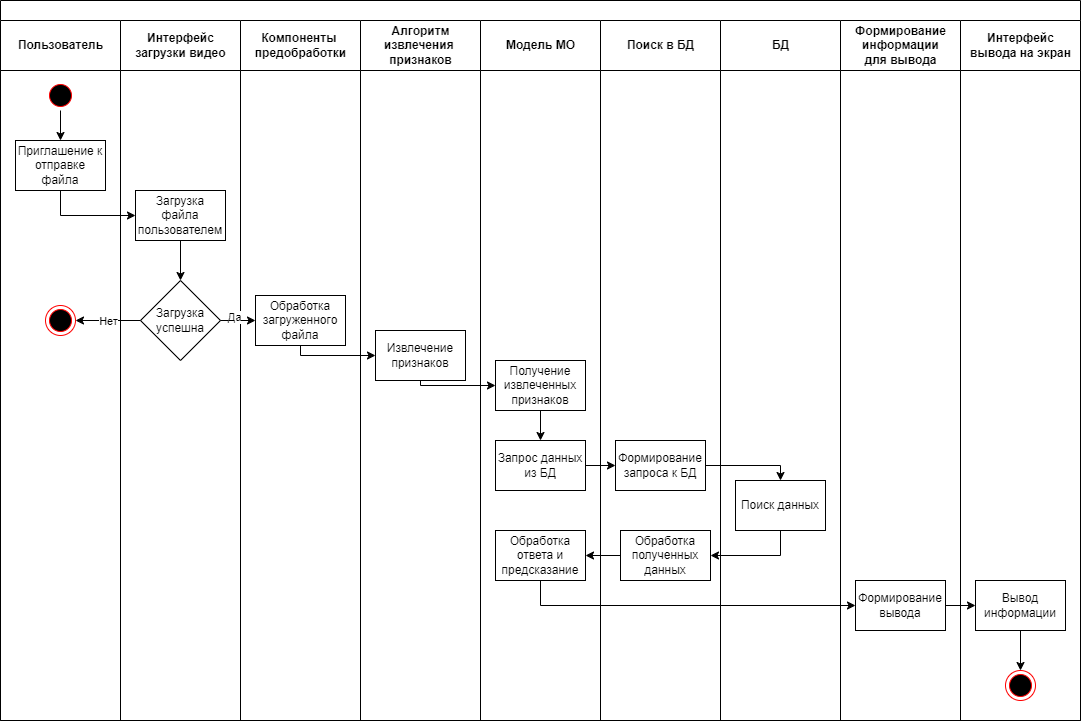 Пользователь
Интерфейс
загрузки видео
Компоненты
предобработки
Алгоритм
извлечения
признаков
Модель МО
Поиск в БД
БД
Формирование
информации
для вывода
Интерфейс
вывода на экран
Приглашение к
отправке
файла
Загрузка
файла
пользователем
Нет
Загрузка
успешна
Да
Обработка
загруженного
файла
Извлечение
признаков
Получение
извлеченных
признаков
Запрос данных
из БД
Формирование
запроса к БД
Поиск данных
Обработка
ответа и
предсказание
Обработка
полученных
данных
Формирование
вывода
Вывод
информации